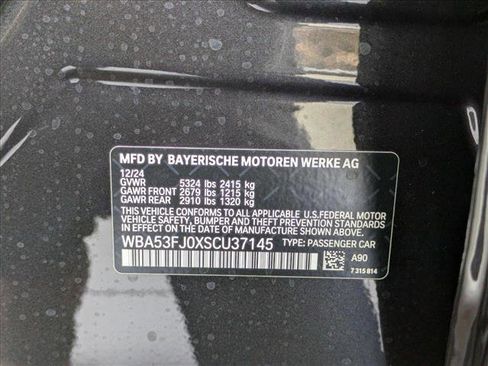 MFD BY BAYERISCHE MOTOREN WERKE AG
12/24
GVWR 5324 lbs 2415 kg
GAWR FRONT 2679 lbs 1215 kg
GAWR REAR 2910 lbs 1320 kg
THIS VEHICLE CONFORMS TO ALL APPLICABLE U.S.FEDERAL MOTOR
VEHICLE SAFETY, BUMPER, AND THEFT PREVENTION STANDARDS
IN EFFECT ON THE DATE OF MANUFACTURE SHOWN ABOVE.
WBA53FJ0XSCU37145 TYPE: PASSENGER CAR
A90
7 315 814